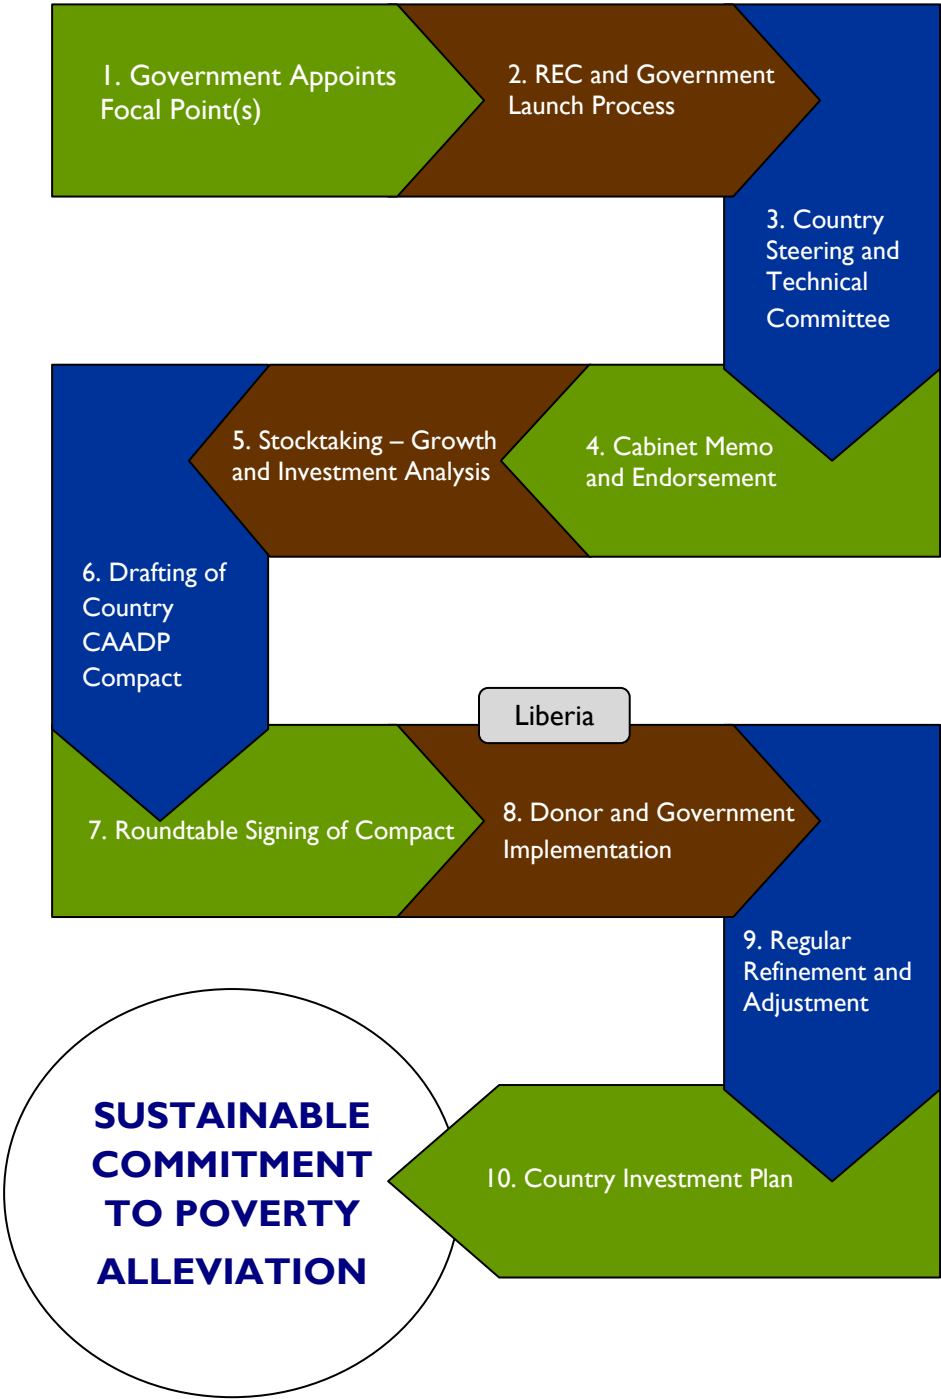 1. Government Appoints
Focal Point(s)
2. REC and Government
Launch Process
3. Country
Steering and
Technical
Committee
4. Cabinet Memo
and Endorsement
5. Stocktaking – Growth
and Investment Analysis
6. Drafting of
Country
CAADP
Compact
Liberia
7. Roundtable Signing of Compact
8. Donor and Government
Implementation
9. Regular
Refinement and
Adjustment
10. Country Investment Plan
SUSTAINABLE
COMMITMENT
TO POVERTY
ALLEVIATION